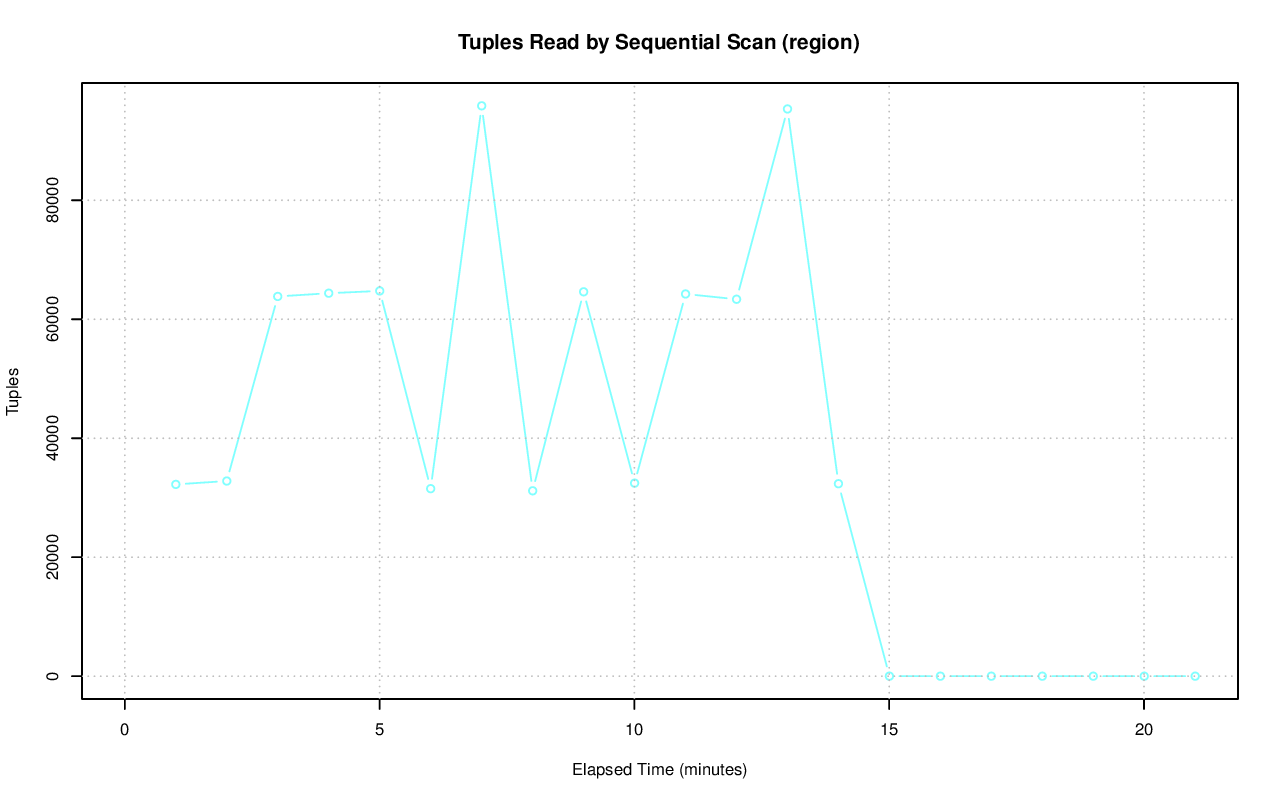 Tuples Read by Sequential Scan (region)
80000
60000
Tuples
40000
20000
0
0 5 10 15 20
Elapsed Time (minutes)